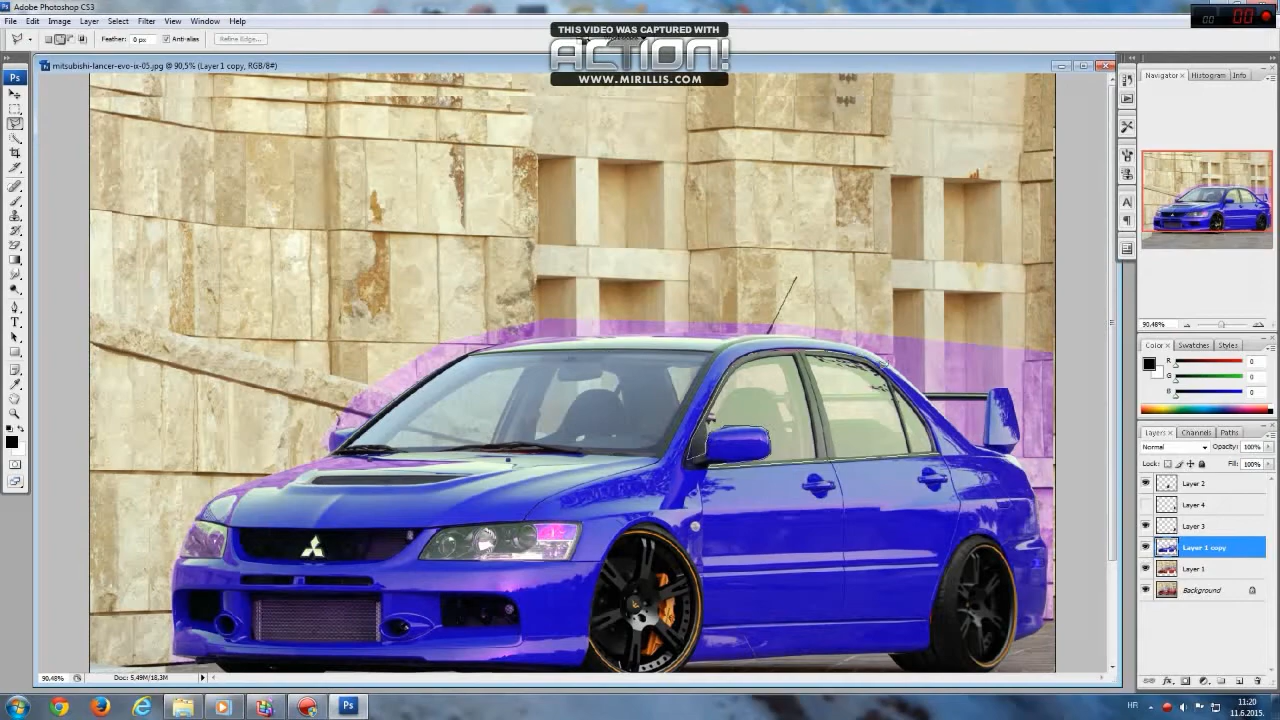 Adobe Photoshop CS3
File Edit Image Layer Select Filter View Window Help
THIS VIDEO WAS CAPTURED WITH
ACTION!
WWW.MIRILLIS.COM
Feather: 0 px Anti-alias Refine Edge...
00 00
mitsubishi-lancer-evo-ix-05.jpg @ 90,5% (Layer 1 copy, RGB/8#)
Ps
Navigator Histogram Info
90.48%
Color Swatches Styles
R 0
G 0
B 0
Layers Channels Paths
Normal Opacity: 100%
Lock: Fill: 100%
Layer 2
Layer 4
Layer 3
Layer 1 copy
Layer 1
Background
90.48% Doc: 5,49M/18,3M
HR 11:20
11.6.2015.